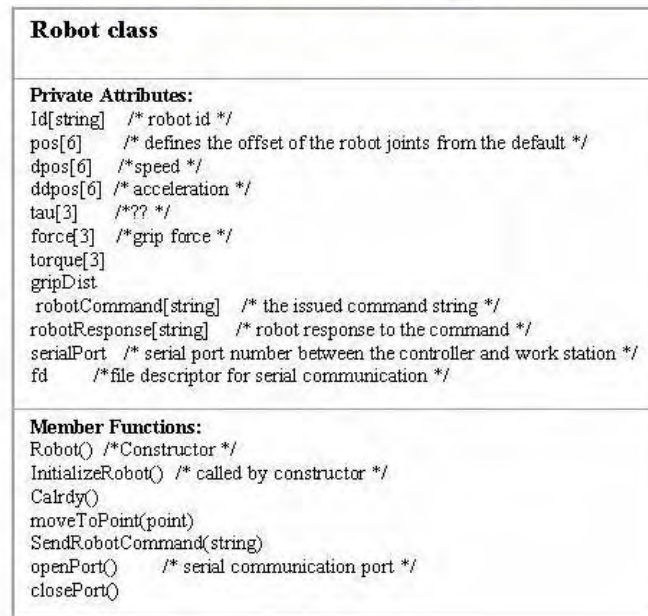 Robot class
Private Attributes:
Id[string] /* robot id */
pos[6] /* defines the offset of the robot joints from the default */
dpos[6] /*speed */
ddpos[6] /* acceleration */
tau[3] /*?? */
force[3] /*grip force */
torque[3]
gripDist
robotCommand[string] /* the issued command string */
robotResponse[string] /* robot response to the command */
serialPort /* serial port number between the controller and work station */
fd /*file descriptor for serial communication */
Member Functions:
Robot() /*Constructor */
InitializeRobot() /* called by constructor */
Calrdy()
moveToPoint(point)
SendRobotCommand(string)
openPort() /* serial communication port */
closePort()